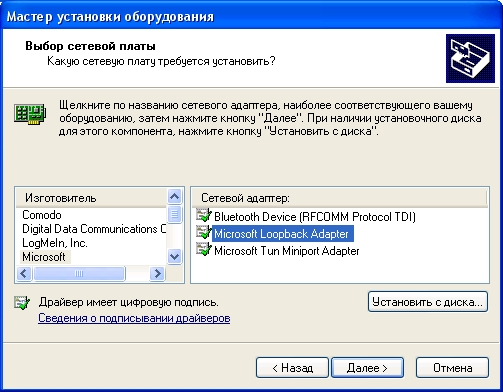 Мастер установки оборудования
Выбор сетевой платы
Какую сетевую плату требуется установить?
Щелкните по названию сетевого адаптера, наиболее соответствующего вашему
оборудованию, затем нажмите кнопку "Далее". При наличии установочного диска
для этого компонента, нажмите кнопку "Установить с диска".
Изготовитель
Comodo
Digital Data Communications
LogMeIn, Inc.
Microsoft
Сетевой адаптер:
Bluetooth Device (RFCOMM Protocol TDI)
Microsoft Loopback Adapter
Microsoft Tun Miniport Adapter
Драйвер имеет цифровую подпись.
Сведения о подписывании драйверов
Установить с диска...
< Назад
Далее >
Отмена